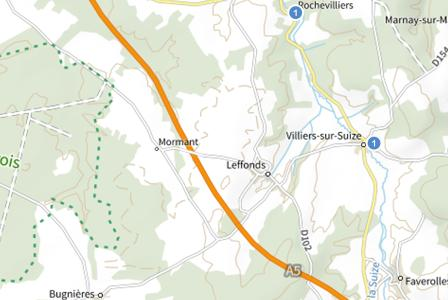 1
Rochevilliers
Marnay-sur-M
D154
Mormant
Villiers-sur-Suize
1
Leffonds
ois
D102
A5
la Suize
Faverolles
Bugnières